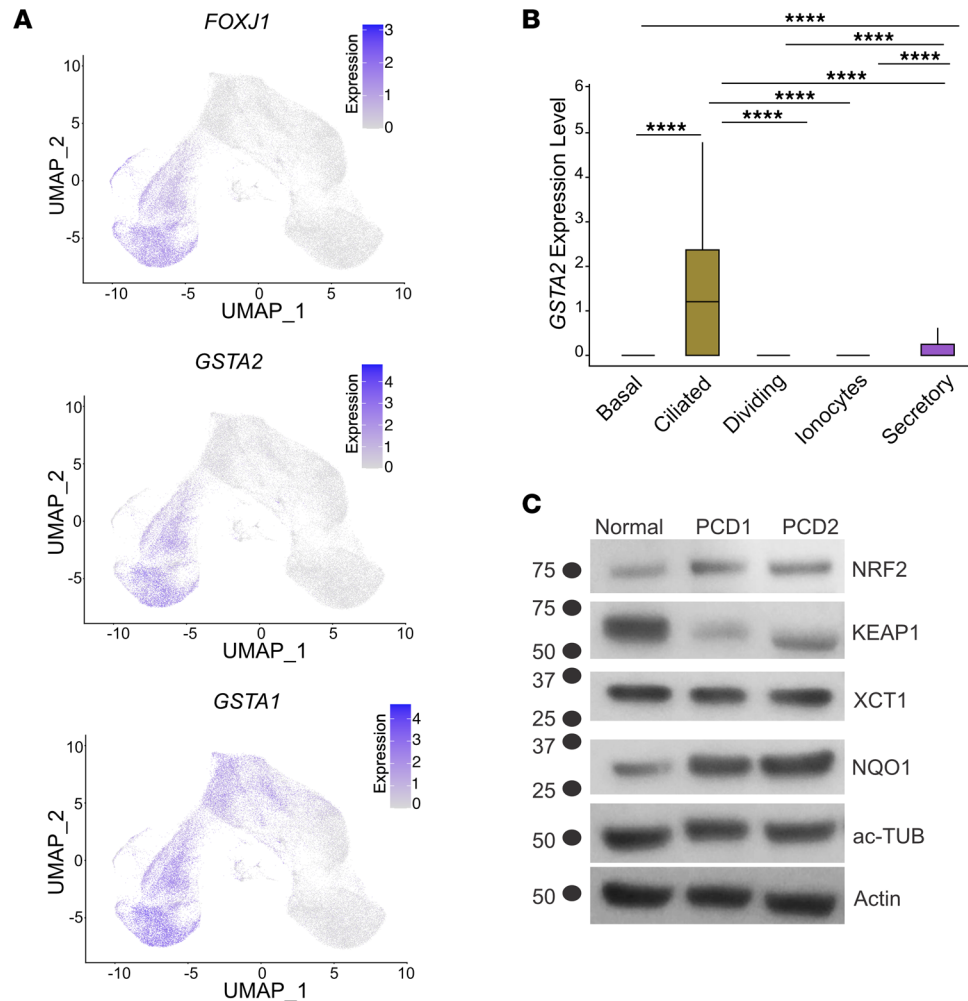 A
FOXJ1
Expression
3
2
1
0
10
5
0
-5
UMAP_2
-10 -5 0 5 10
UMAP_1
GSTA2
Expression
4
3
2
1
0
10
5
0
-5
UMAP_2
-10 -5 0 5 10
UMAP_1
GSTA1
Expression
4
3
2
1
0
10
5
0
-5
UMAP_2
-10 -5 0 5 10
UMAP_1
B
****
****
****
****
****
****
****
GSTA2 Expression Level
6
5
4
3
2
1
0
Basal
Ciliated
Dividing
Ionocytes
Secretory
C
Normal PCD1 PCD2
75 NRF2
75
KEAP1
50
37
XCT1
25
37
NQO1
25
50 ac-TUB
50 Actin